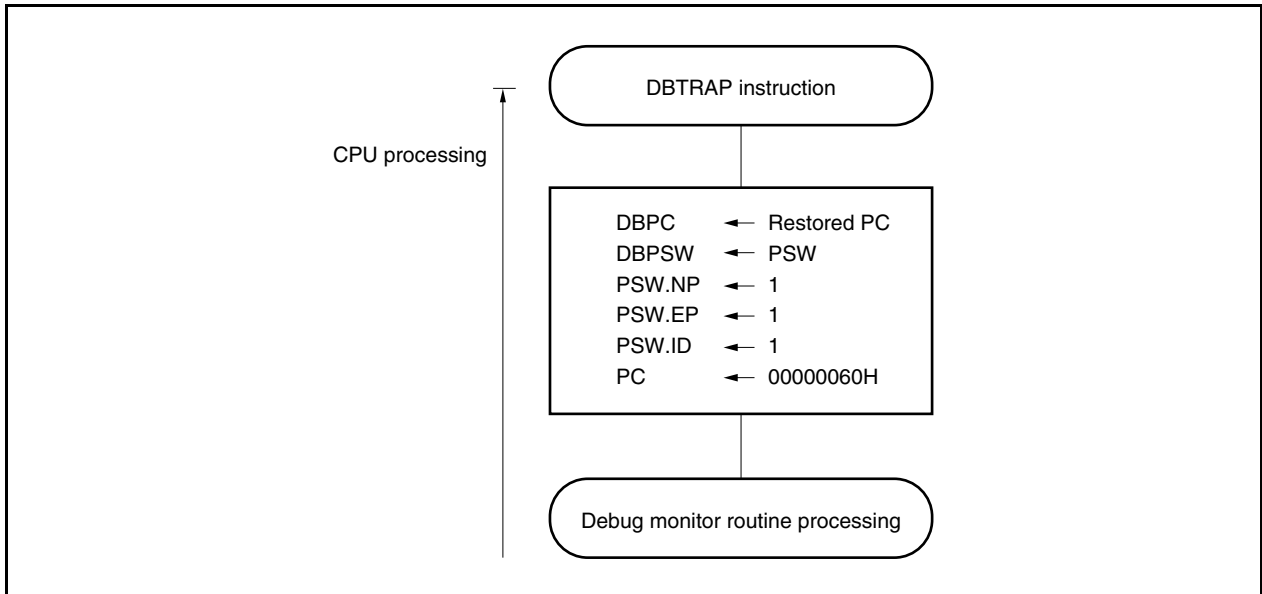 DBTRAP instruction
CPU processing
DBPC ← Restored PC
DBPSW ← PSW
PSW.NP ← 1
PSW.EP ← 1
PSW.ID ← 1
PC ← 00000060H
Debug monitor routine processing